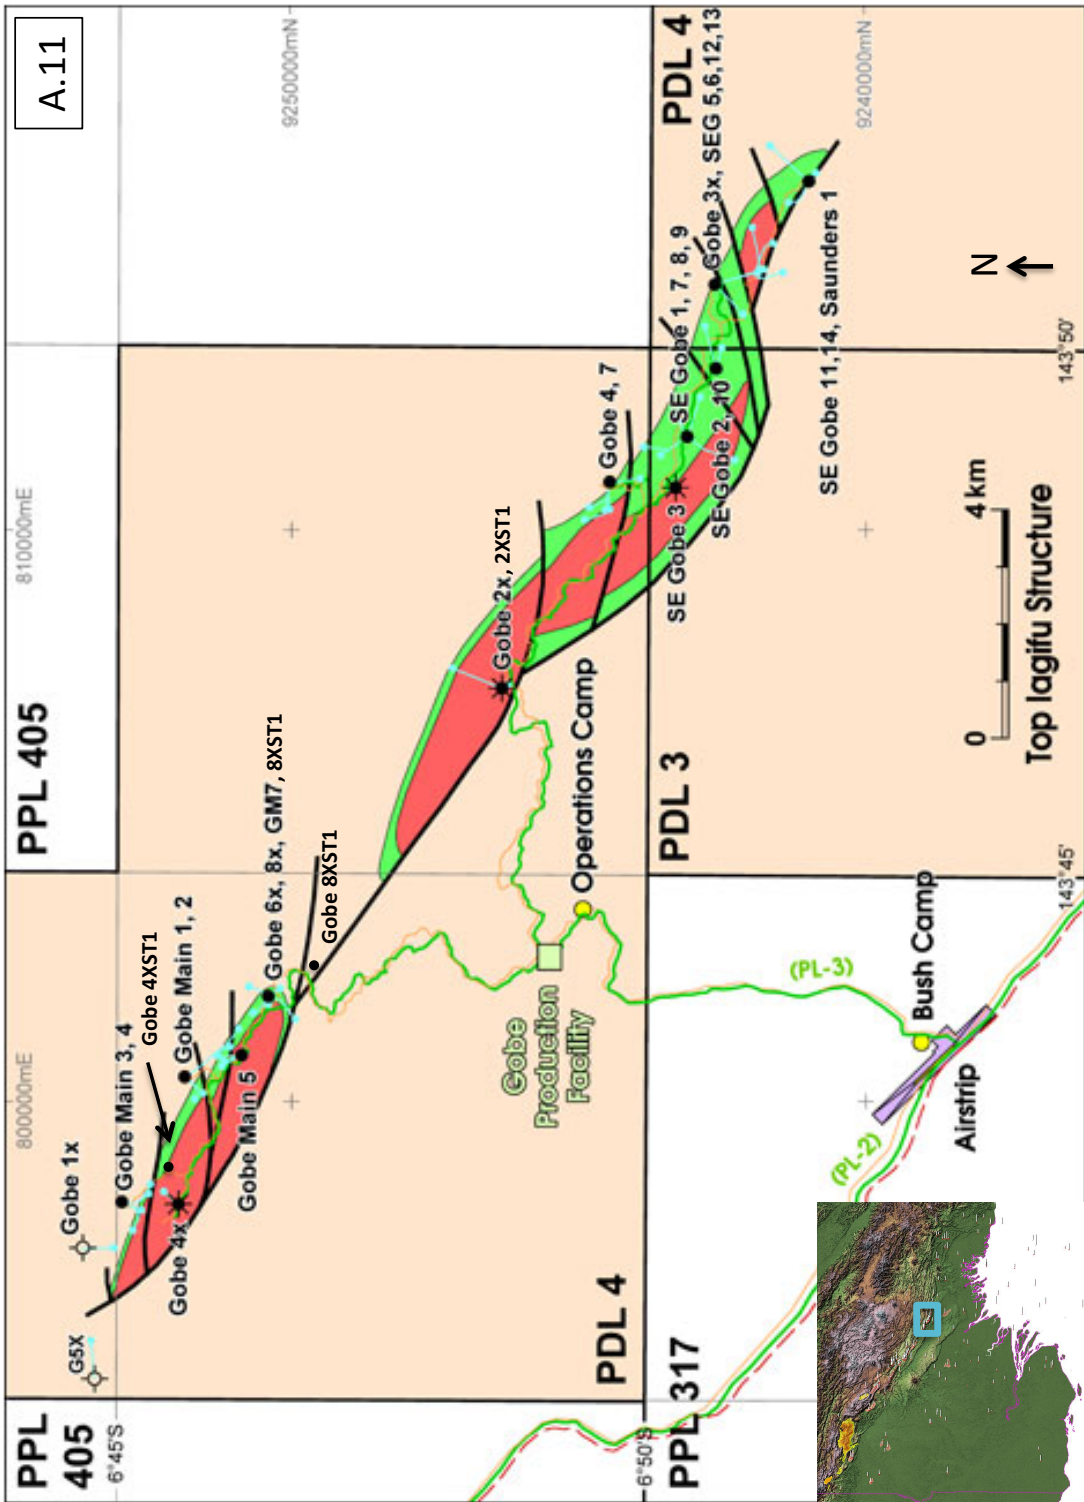 A.11
PPL 405
800000mE
810000mE
PPL
405
6°45'S
9250000mN
G5X
Gobe 1x
Gobe Main 3, 4
Gobe 4XST1
Gobe Main 1, 2
Gobe 4x
Gobe Main 5
Gobe 6x, 8x, GM7, 8XST1
Gobe 8XST1
Gobe 2x, 2XST1
Gobe 4, 7
Gobe
Production
Facility
Operations Camp
PDL 4
PDL 3
PDL 4
6°50'S
PPL 317
SE Gobe 3
SE Gobe 1, 7, 8, 9
SE Gobe 2, 10
Gobe 3x, SEG 5,6,12,13
SE Gobe 11,14, Saunders 1
(PL-3)
(PL-2)
Bush Camp
Airstrip
9240000mN
N
0
4 km
Top Iagifu Structure
143°45'
143°50'